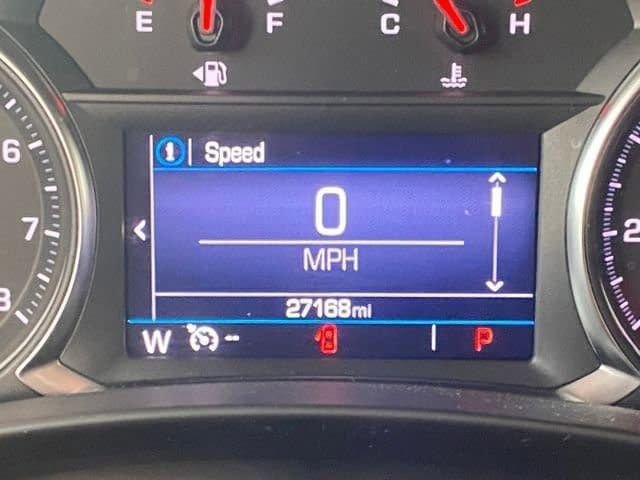 E F C H
6
7
8
2
Speed
0
MPH
27168mi
W -- P